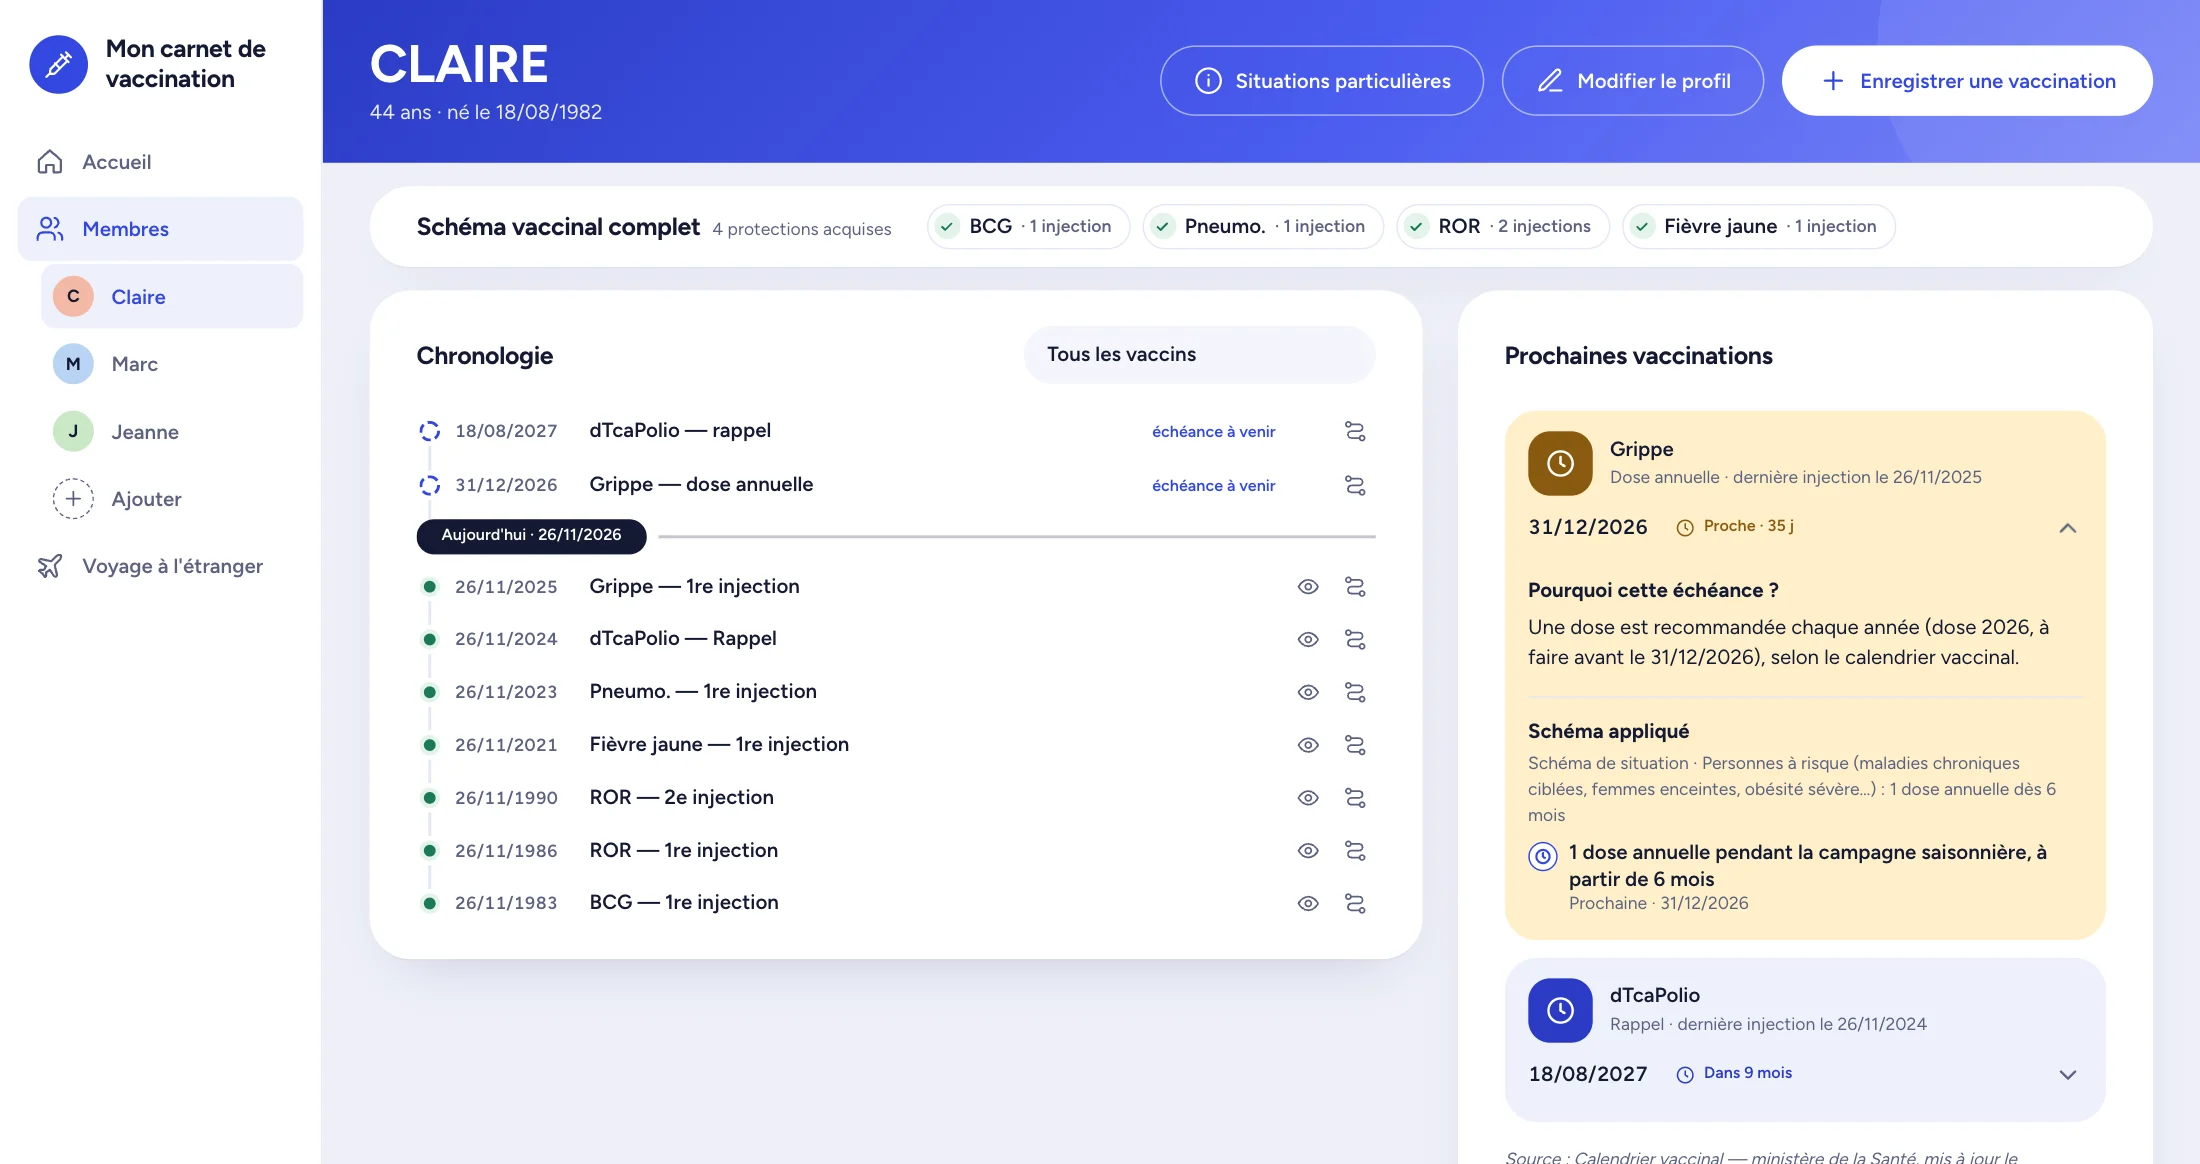 Mon carnet de
vaccination
Accueil
Membres
C Claire
M Marc
J Jeanne
Ajouter
Voyage à l'étranger
CLAIRE
44 ans · né le 18/08/1982
Situations particulières
Modifier le profil
Enregistrer une vaccination
Schéma vaccinal complet 4 protections acquises
BCG · 1 injection
Pneumo. · 1 injection
ROR · 2 injections
Fièvre jaune · 1 injection
Chronologie
Tous les vaccins
18/08/2027 dTcaPolio — rappel échéance à venir
31/12/2026 Grippe — dose annuelle échéance à venir
Aujourd'hui · 26/11/2026
26/11/2025 Grippe — 1re injection
26/11/2024 dTcaPolio — Rappel
26/11/2023 Pneumo. — 1re injection
26/11/2021 Fièvre jaune — 1re injection
26/11/1990 ROR — 2e injection
26/11/1986 ROR — 1re injection
26/11/1983 BCG — 1re injection
Prochaines vaccinations
Grippe
Dose annuelle · dernière injection le 26/11/2025
31/12/2026 Proche · 35 j
Pourquoi cette échéance ?
Une dose est recommandée chaque année (dose 2026, à
faire avant le 31/12/2026), selon le calendrier vaccinal.
Schéma appliqué
Schéma de situation · Personnes à risque (maladies chroniques
ciblées, femmes enceintes, obésité sévère…) : 1 dose annuelle dès 6
mois
1 dose annuelle pendant la campagne saisonnière, à
partir de 6 mois
Prochaine · 31/12/2026
dTcaPolio
Rappel · dernière injection le 26/11/2024
18/08/2027 Dans 9 mois
Source : Calendrier vaccinal — ministère de la Santé, mis à jour le